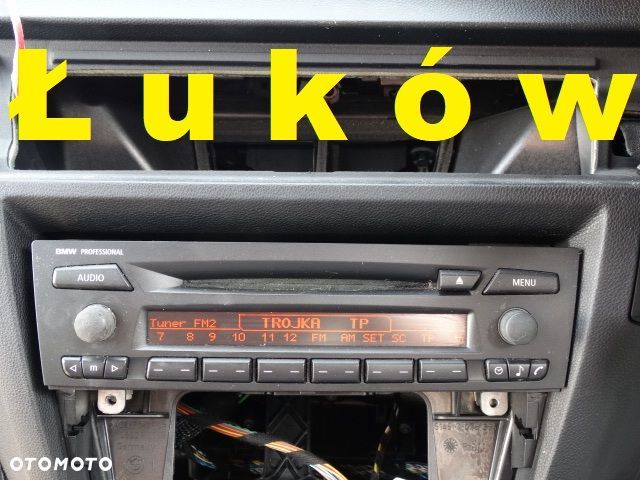 Łuków
BMW PROFESSIONAL
AUDIO
MENU
Tuner FM2 TROJKA TP
7 8 9 10 11 12 FM AM SET SC TP
m
OTOMOTO